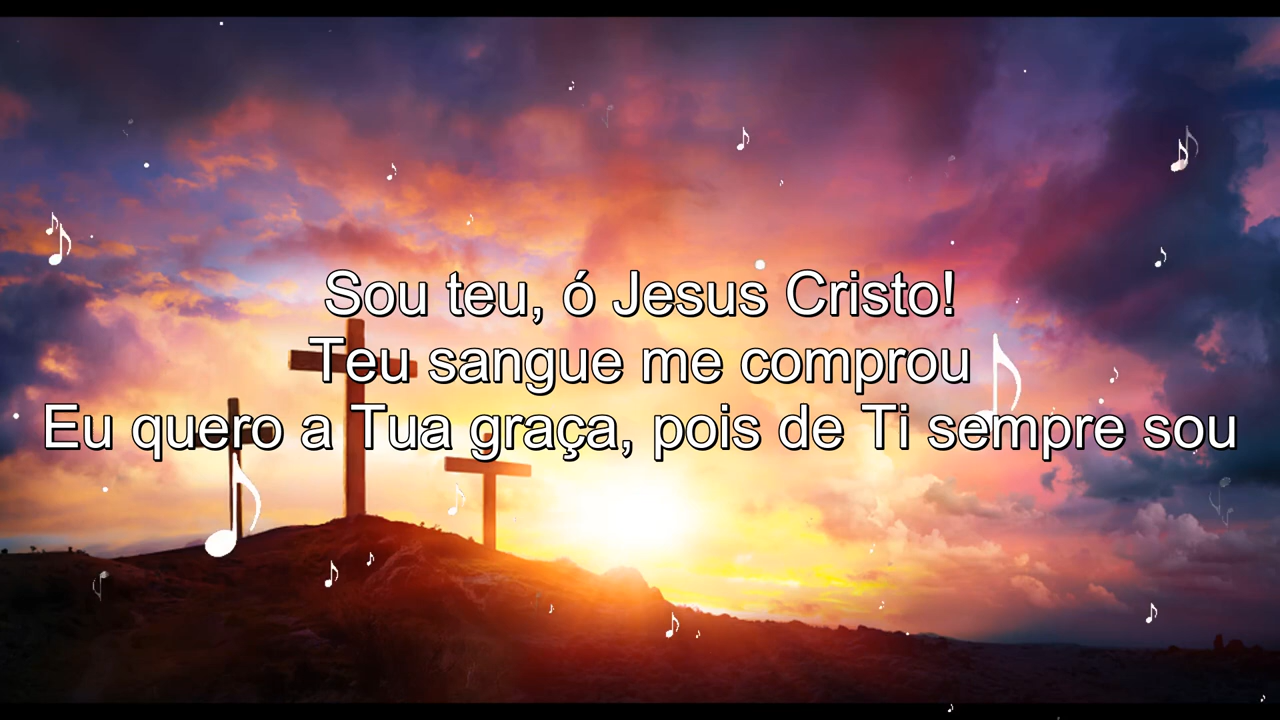 Sou teu, ó Jesus Cristo!
Teu sangue me comprou
Eu quero a Tua graça, pois de Ti sempre sou